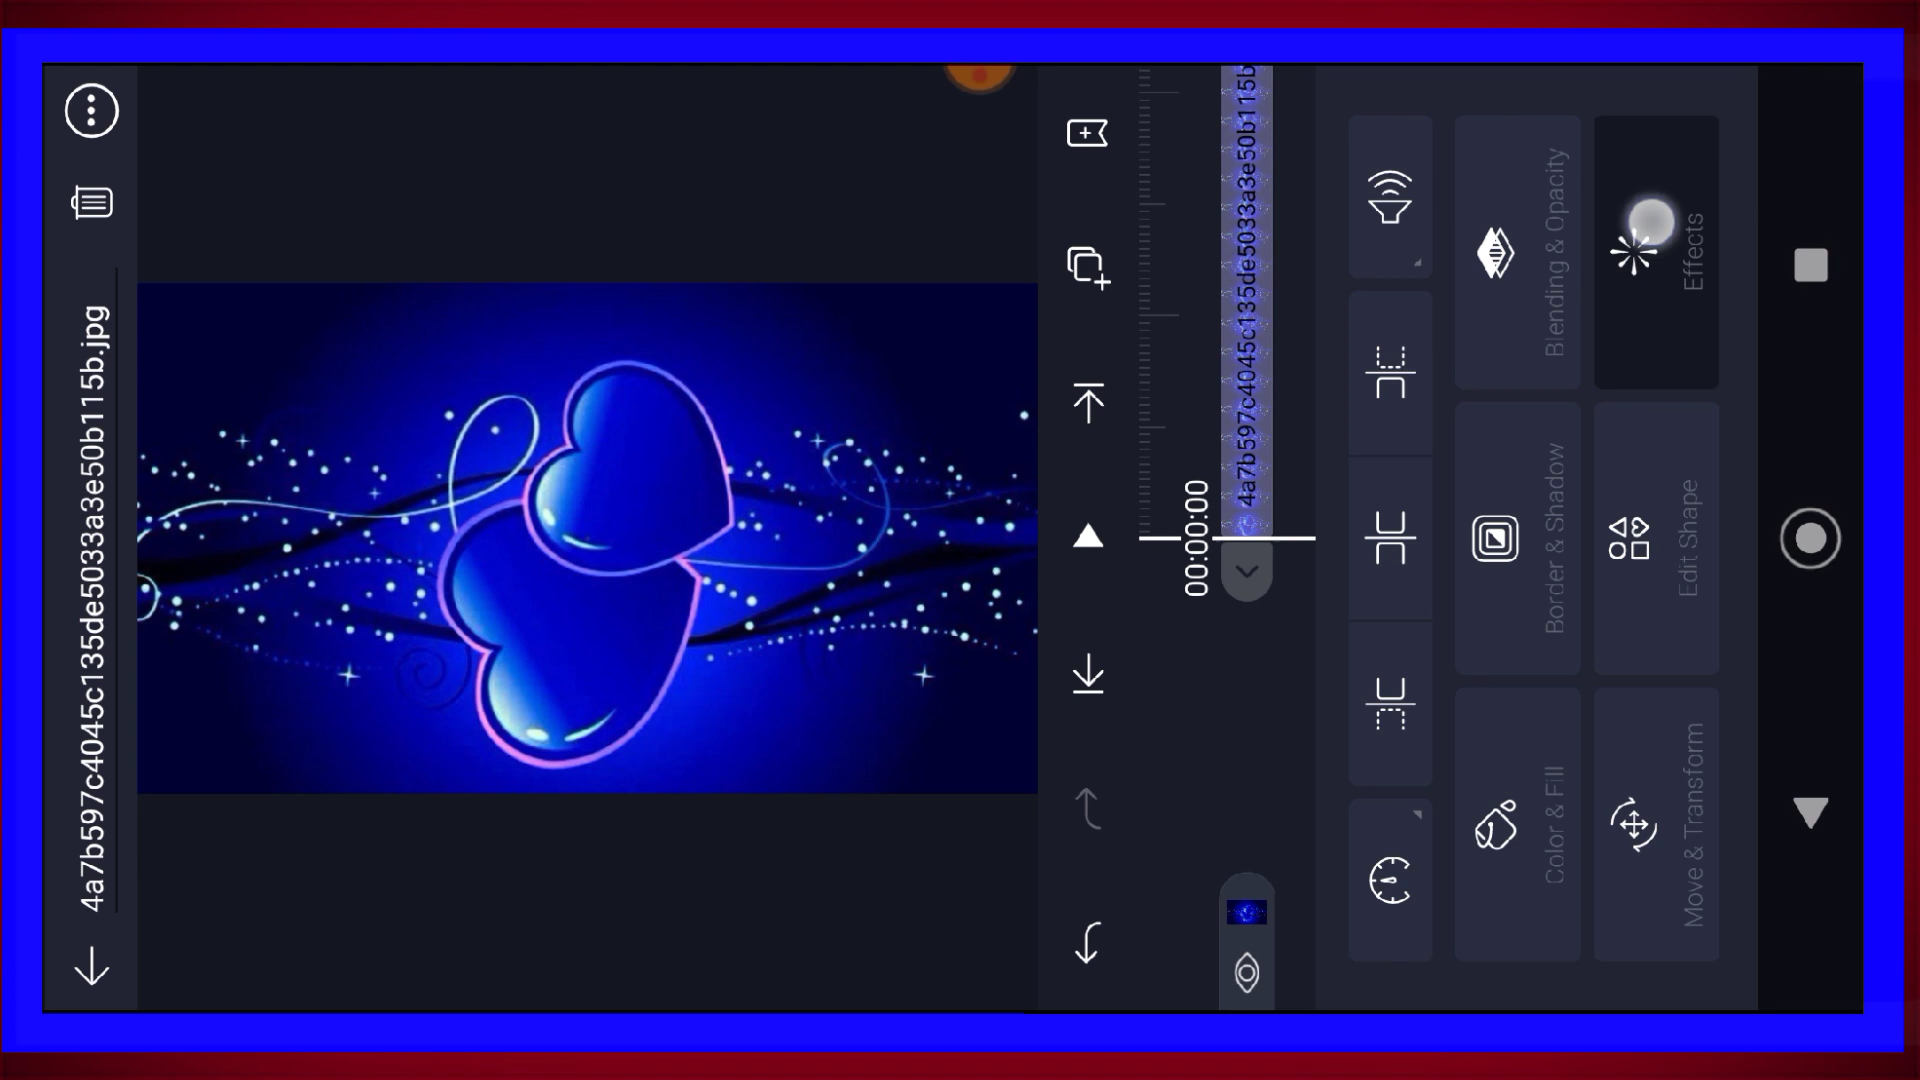 4a7b597c4045c135de5033a3e50b115b.jpg
00:00:00
4a7b597c4045c135de5033a3e50b115b
Color & Fill
Border & Shadow
Blending & Opacity
Move & Transform
Edit Shape
Effects